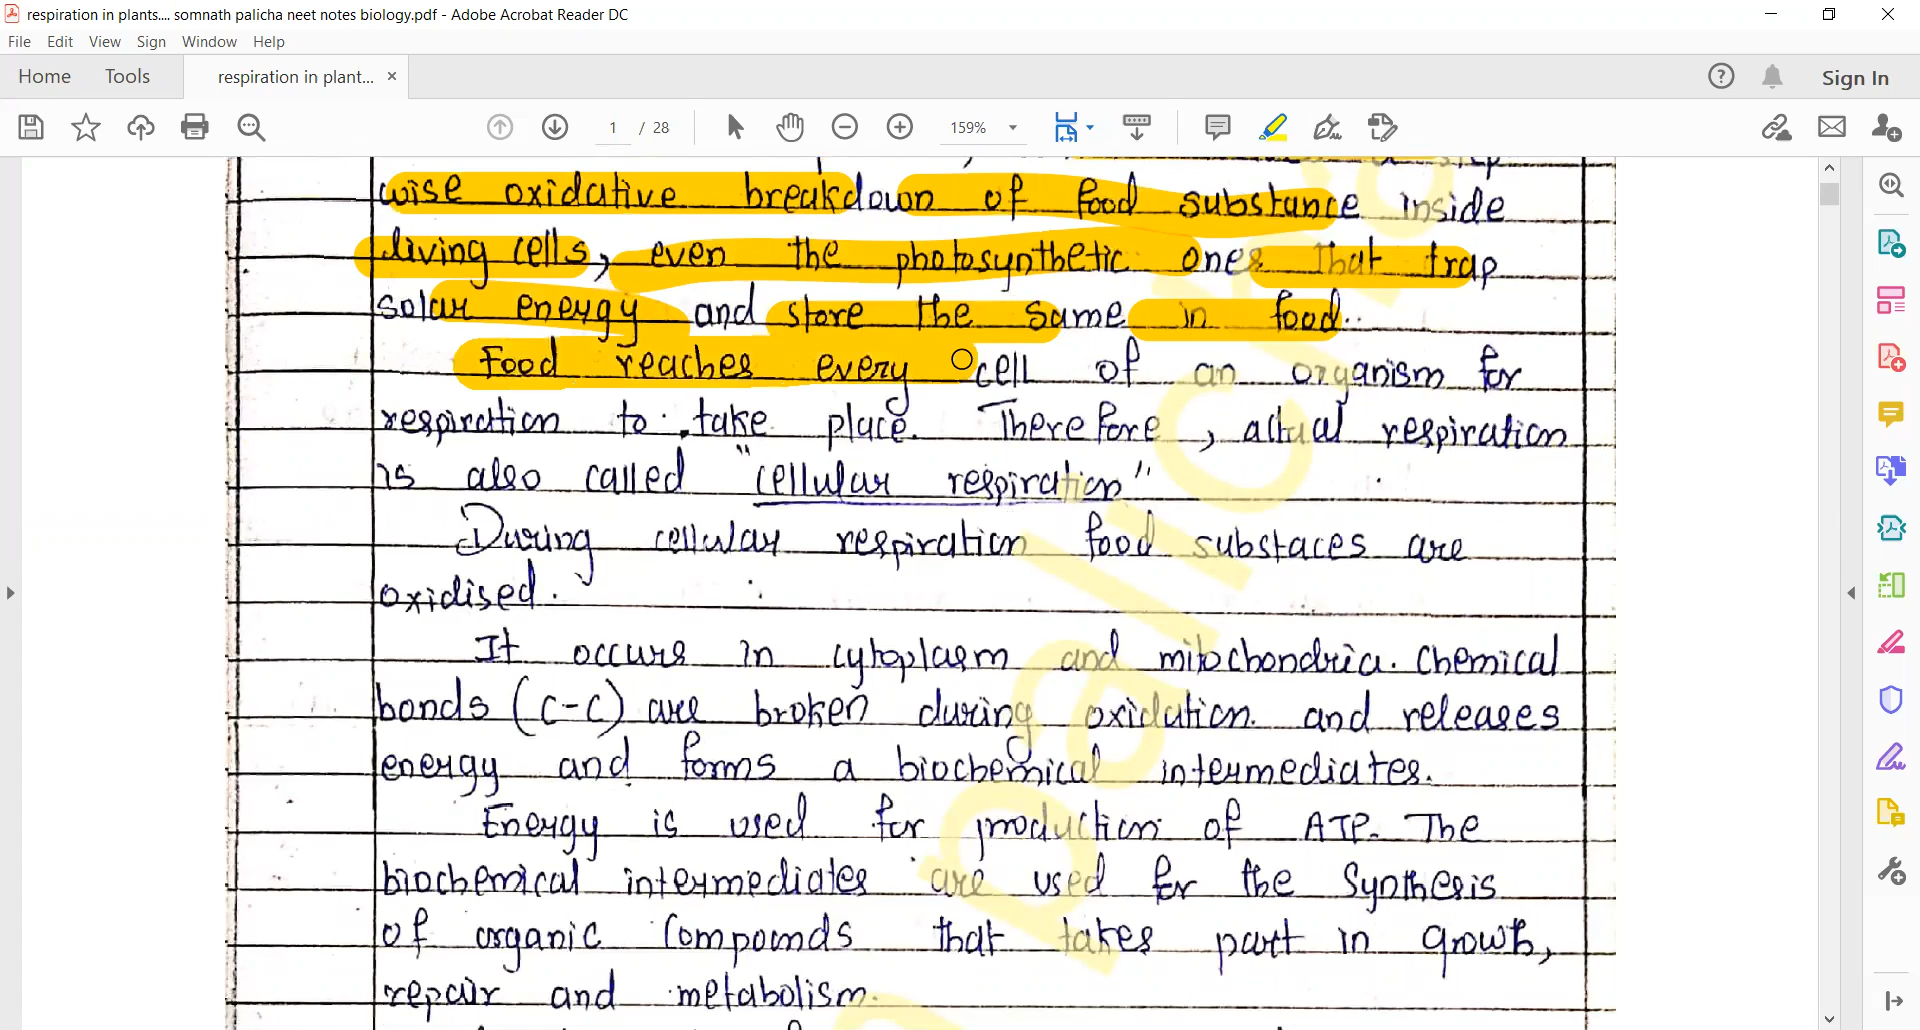 respiration in plants.... somnath palicha neet notes biology.pdf - Adobe Acrobat Reader DC
File Edit View Sign Window Help
Home Tools respiration in plant... ×
Sign In
1 / 28 159%
wise oxidative breakdown of food substance inside
living cells, even the photosynthetic ones that trap
solar energy and store the same in food.
Food reaches every cell of an organism for
respiration to take place. Therefore, actual respiration
is also called "cellular respiration"
During cellular respiration food substaces are
oxidised.
It occurs in cytoplasm and mitochondria. Chemical
bonds (C-C) are broken during oxidation and releases
energy and forms a biochemical intermediates.
Energy is used for production of ATP. The
biochemical intermediates are used for the synthesis
of organic compounds that takes part in growth,
repair and metabolism.
palicha